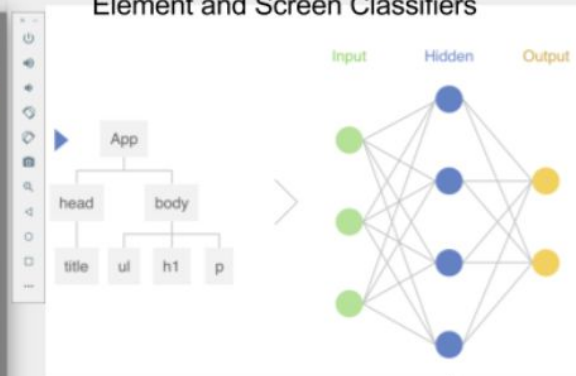 Element and Screen Classifiers
Input Hidden Output
App
head body
title ul h1 p